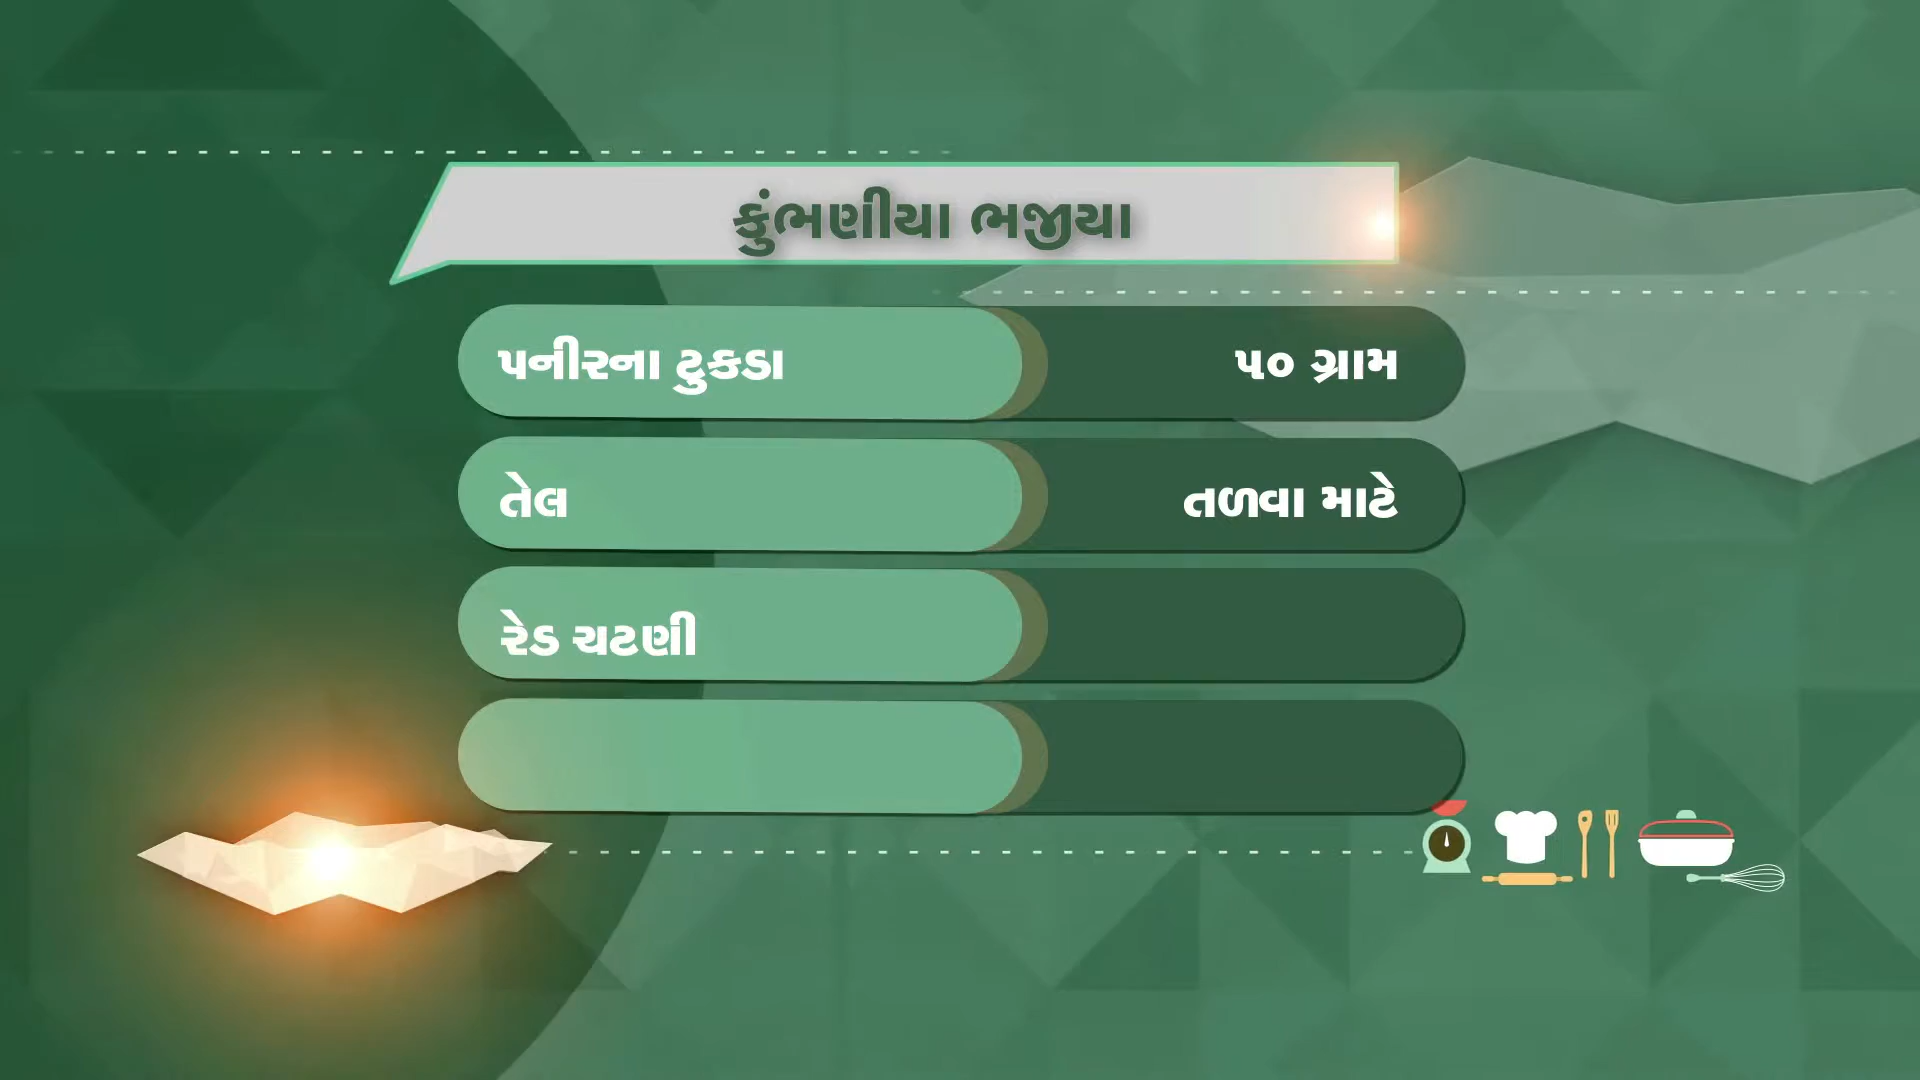 કુંભણીયા ભજીયા
પનીરના ટુકડા ૫૦ ગ્રામ
તેલ તળવા માટે
રેડ ચટણી